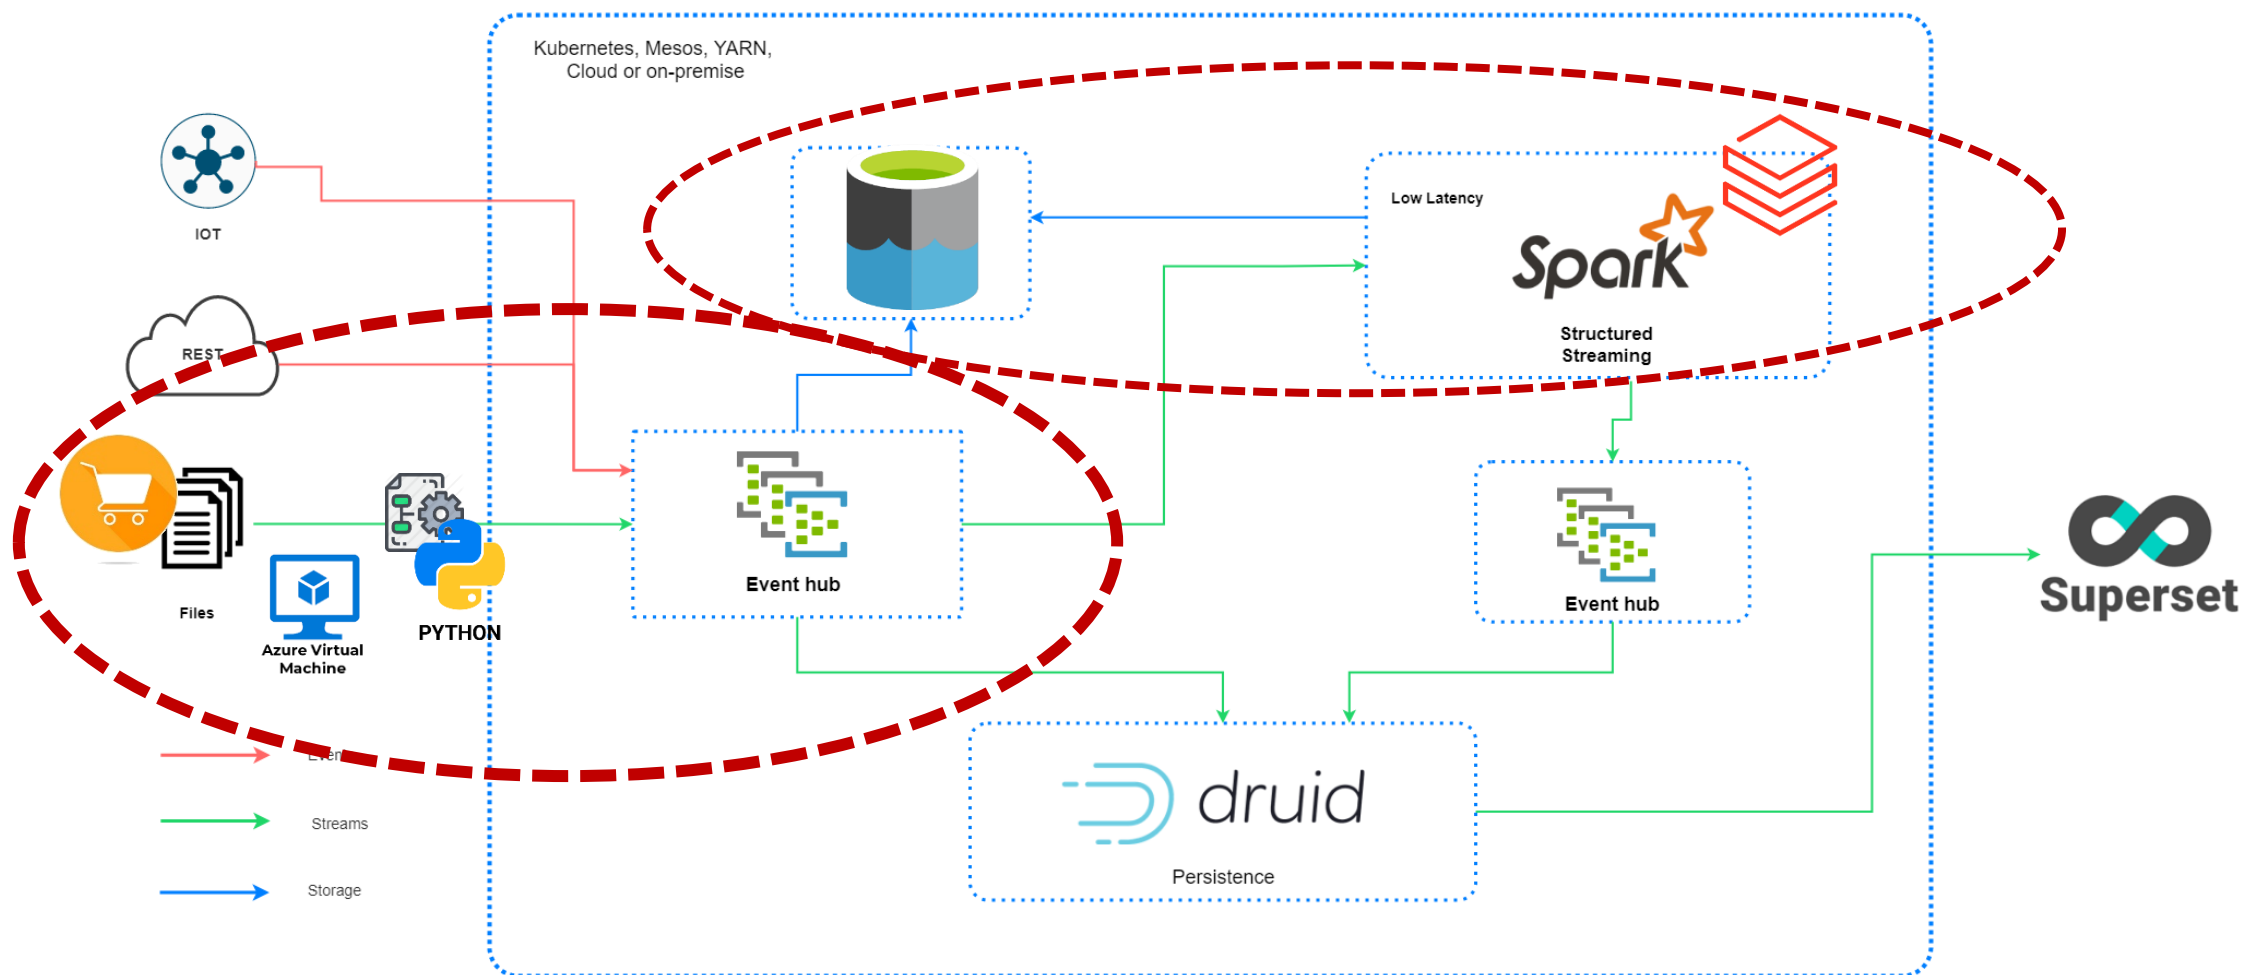 Kubernetes, Mesos, YARN,
Cloud or on-premise
IOT
REST
Low Latency
Spark
Structured
Streaming
Files
Azure Virtual
Machine
PYTHON
Event hub
Event hub
Superset
druid
Persistence
Streams
Storage